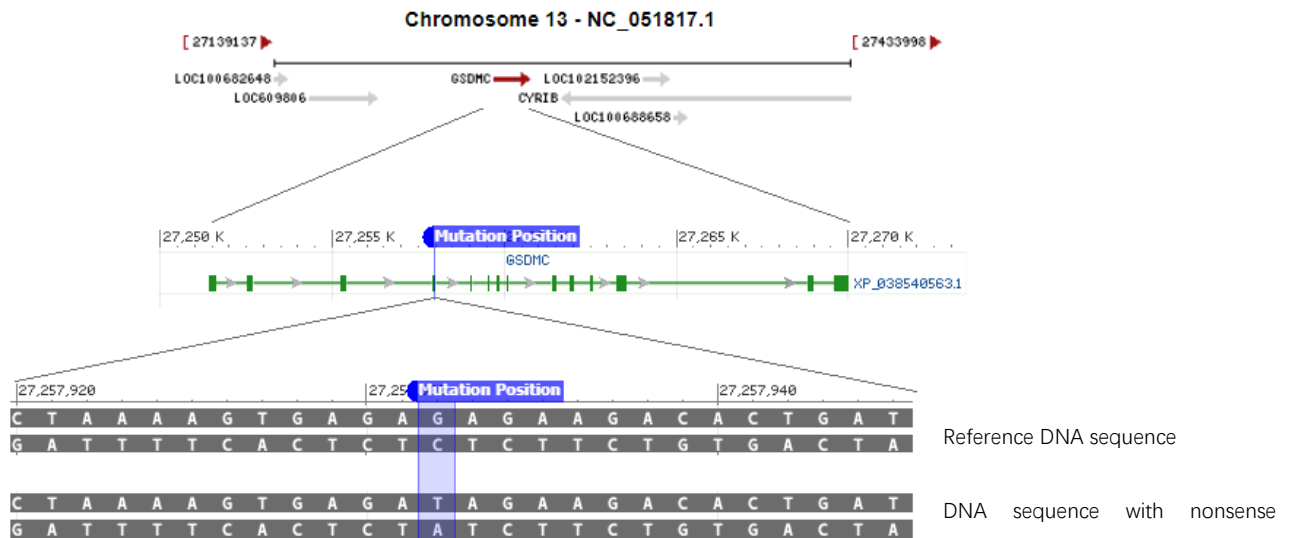 Chromosome 13 - NC_051817.1
[ 27139137 [ 27433998
LOC100682648 GSDMC LOC102152396
LOC609806 CYRIB
LOC100688658
27,250 K 27,255 K Mutation Position 27,265 K 27,270 K
GSDMC
XP_038540563.1
27,257,920 27,25 Mutation Position 27,257,940
C T A A A A G T G A G A G A G A A G A C A C T G A T
G A T T T T C A C T C T C T C T T C T G T G A C T A
Reference DNA sequence
C T A A A A G T G A G A T A G A A G A C A C T G A T
G A T T T T C A C T C T A T C T T C T G T G A C T A
DNA sequence with nonsense